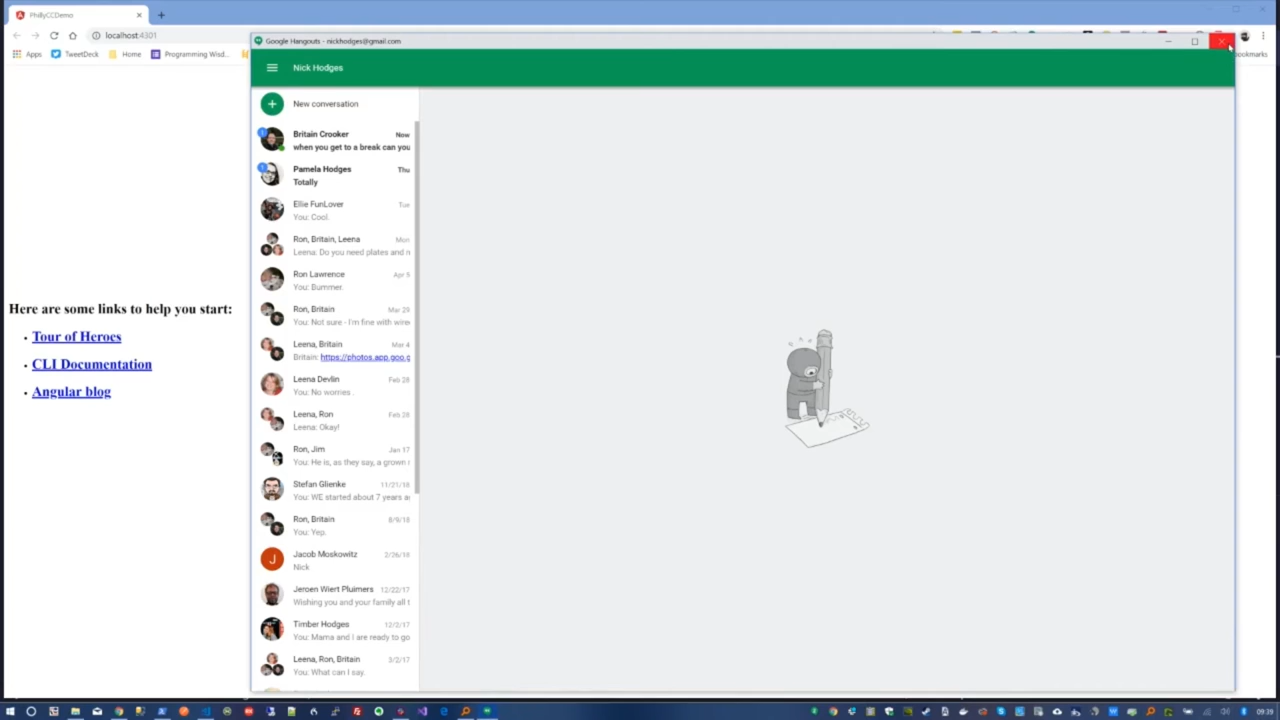 PhillyCCDemo
localhost:4301
Apps
TweetDeck
Home
Programming Wisd...
bookmarks
Google Hangouts - nickhodges@gmail.com
Nick Hodges
New conversation
Britain Crooker Now
when you get to a break can you
Pamela Hodges Thu
Totally
Ellie FunLover Tue
You: Cool.
Ron, Britain, Leena Mon
Leena: Do you need plates and n
Ron Lawrence Apr 5
You: Bummer.
Ron, Britain Mar 29
You: Not sure - I'm fine with wire
Leena, Britain Mar 4
Britain: https://photos.app.goo.g
Leena Devlin Feb 28
You: No worries .
Leena, Ron Feb 28
Leena: Okay!
Ron, Jim Jan 17
You: He is, as they say, a grown
Stefan Glienke 11/21/18
You: WE started about 7 years a
Ron, Britain 8/9/18
You: Yep.
J
Jacob Moskowitz 2/26/18
Nick
Jeroen Wiert Pluimers 12/22/17
Wishing you and your family all t
Timber Hodges 12/2/17
You: Mama and I are ready to go
Leena, Ron, Britain 3/2/17
You: What can I say.
Here are some links to help you start:
Tour of Heroes
CLI Documentation
Angular blog
09:39